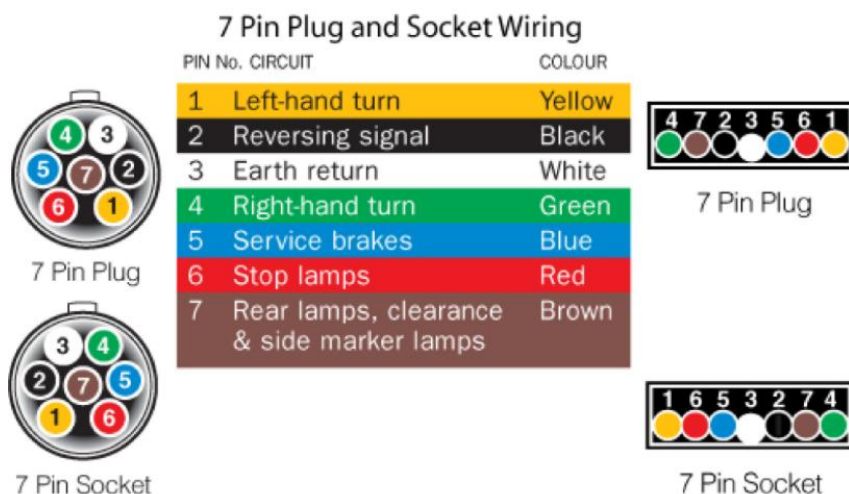 7 Pin Plug and Socket Wiring
PIN No. CIRCUIT COLOUR
1 Left-hand turn Yellow
2 Reversing signal Black
3 Earth return White
4 Right-hand turn Green
5 Service brakes Blue
6 Stop lamps Red
7 Rear lamps, clearance Brown
& side marker lamps
4 3
5 7 2
6 1
7 Pin Plug
3 4
2 7 5
1 6
7 Pin Socket
4 7 2 3 5 6 1
7 Pin Plug
1 6 5 3 2 7 4
7 Pin Socket